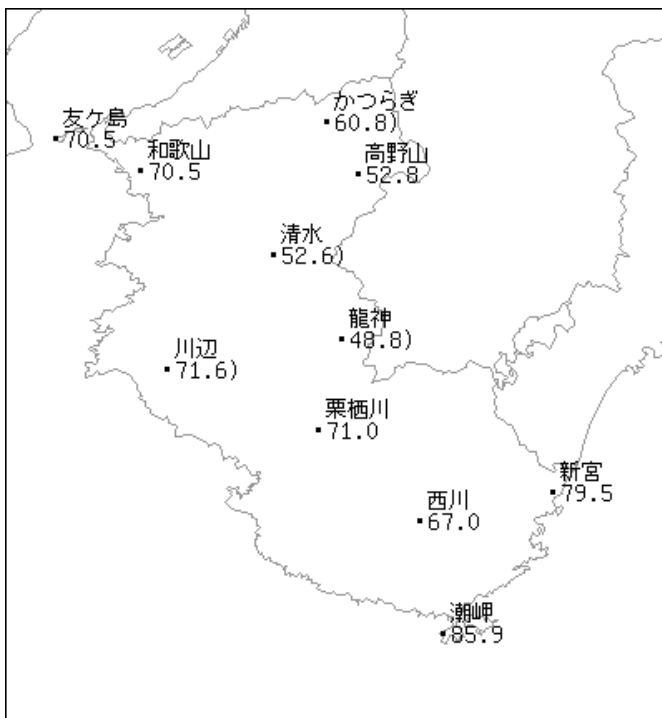 かつらぎ
60.8)
友ケ島
70.5
和歌山
70.5
高野山
52.8
清水
52.6)
龍神
48.8)
川辺
71.6)
栗栖川
71.0
新宮
79.5
西川
67.0
潮岬
85.9